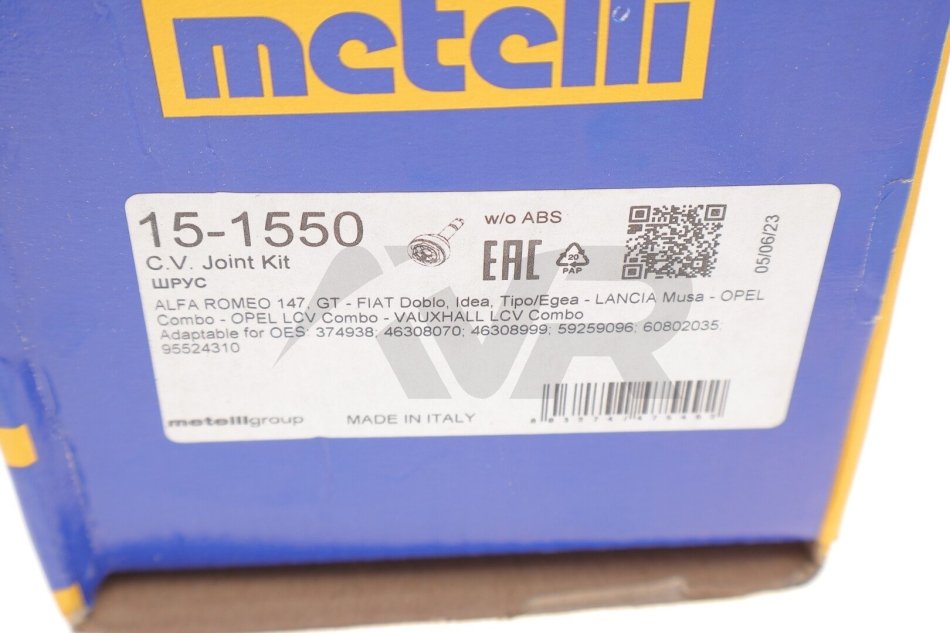 metelli
15-1550
w/o ABS
C.V. Joint Kit
ШРУС
EAC
20
PAP
05/06/23
ALFA ROMEO 147, GT - FIAT Doblo, Idea, Tipo/Egea - LANCIA Musa - OPEL
Combo - OPEL LCV Combo - VAUXHALL LCV Combo
Adaptable for OES: 374938; 46308070; 46308999; 59259096; 60802035;
95524310
metelligroup
MADE IN ITALY